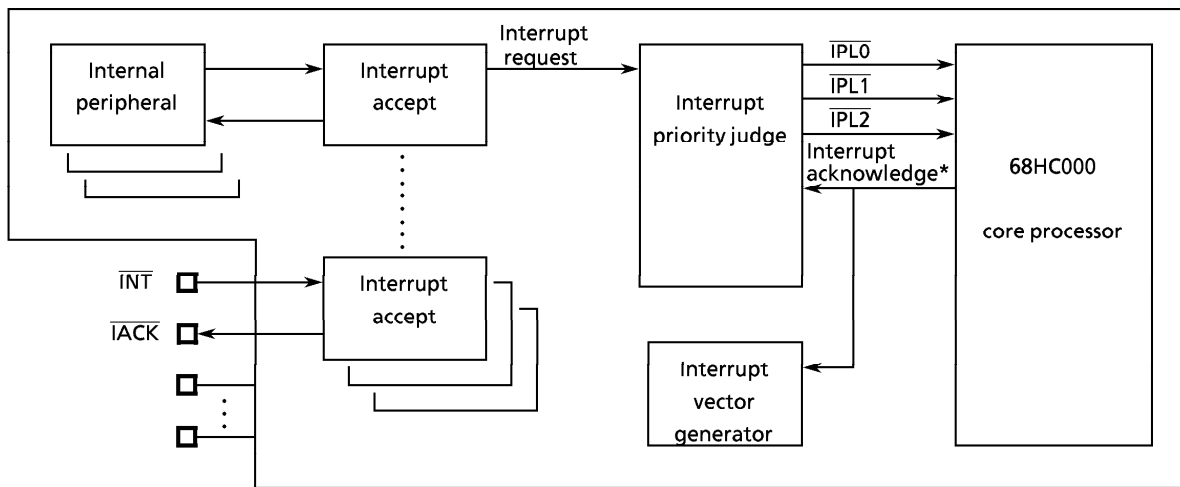 Internal
peripheral
Interrupt
accept
Interrupt
request
Interrupt
priority judge
IPL0
IPL1
IPL2
Interrupt
acknowledge*
68HC000
core processor
INT
IACK
Interrupt
accept
Interrupt
vector
generator